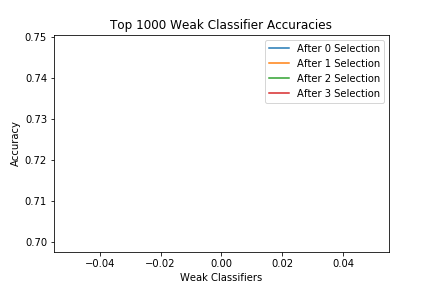 Top 1000 Weak Classifier Accuracies
After 0 Selection
After 1 Selection
After 2 Selection
After 3 Selection
0.75
0.74
0.73
0.72
0.71
0.70
Accuracy
−0.04 −0.02 0.00 0.02 0.04
Weak Classifiers